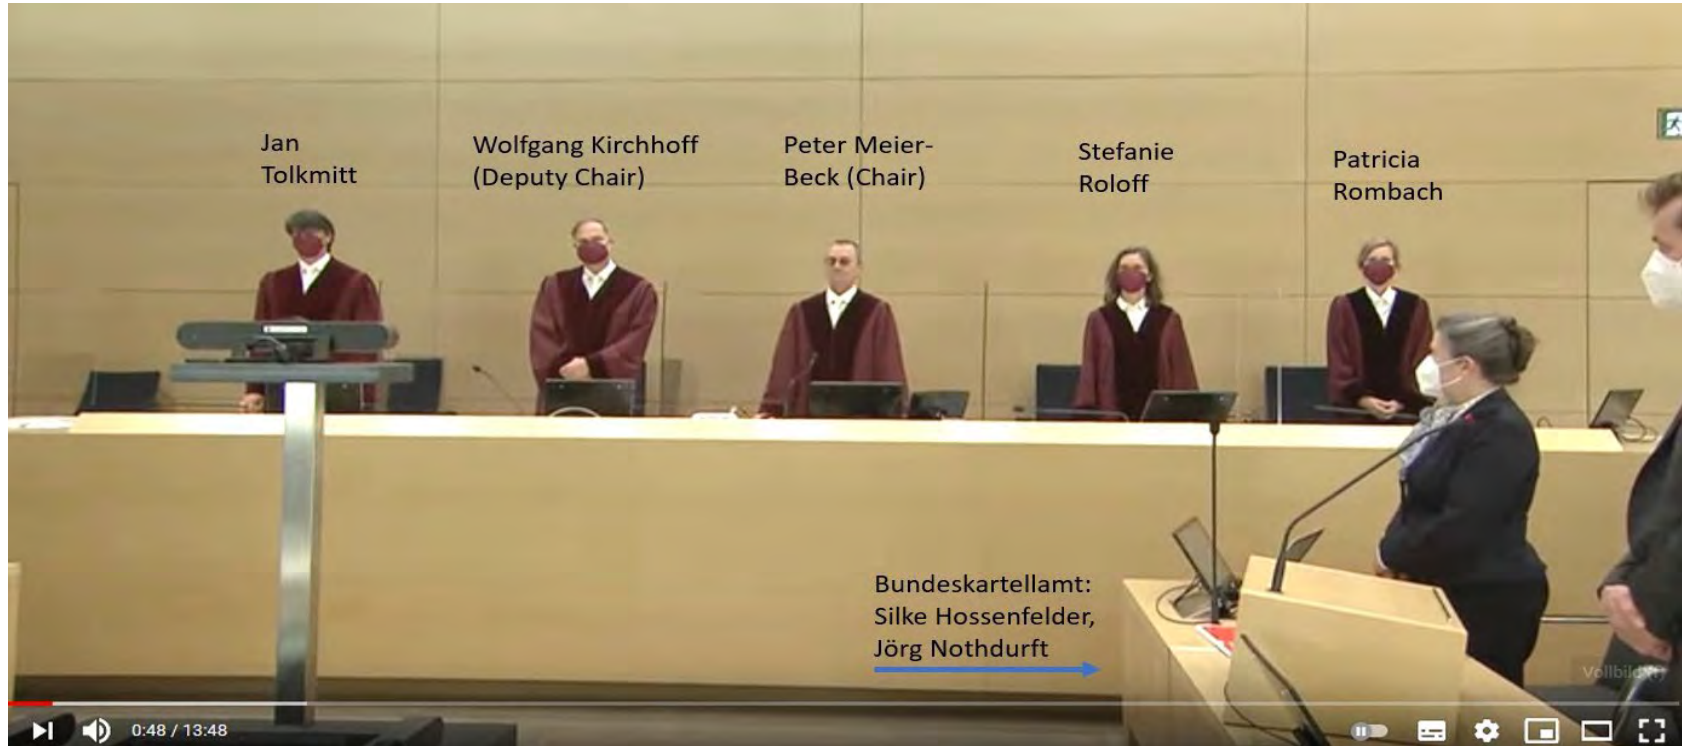 Jan
Tolkmitt
Wolfgang Kirchhoff
(Deputy Chair)
Peter Meier-
Beck (Chair)
Stefanie
Roloff
Patricia
Rombach
Bundeskartellamt:
Silke Hossenfelder,
Jörg Nothdurft
0:48 / 13:48